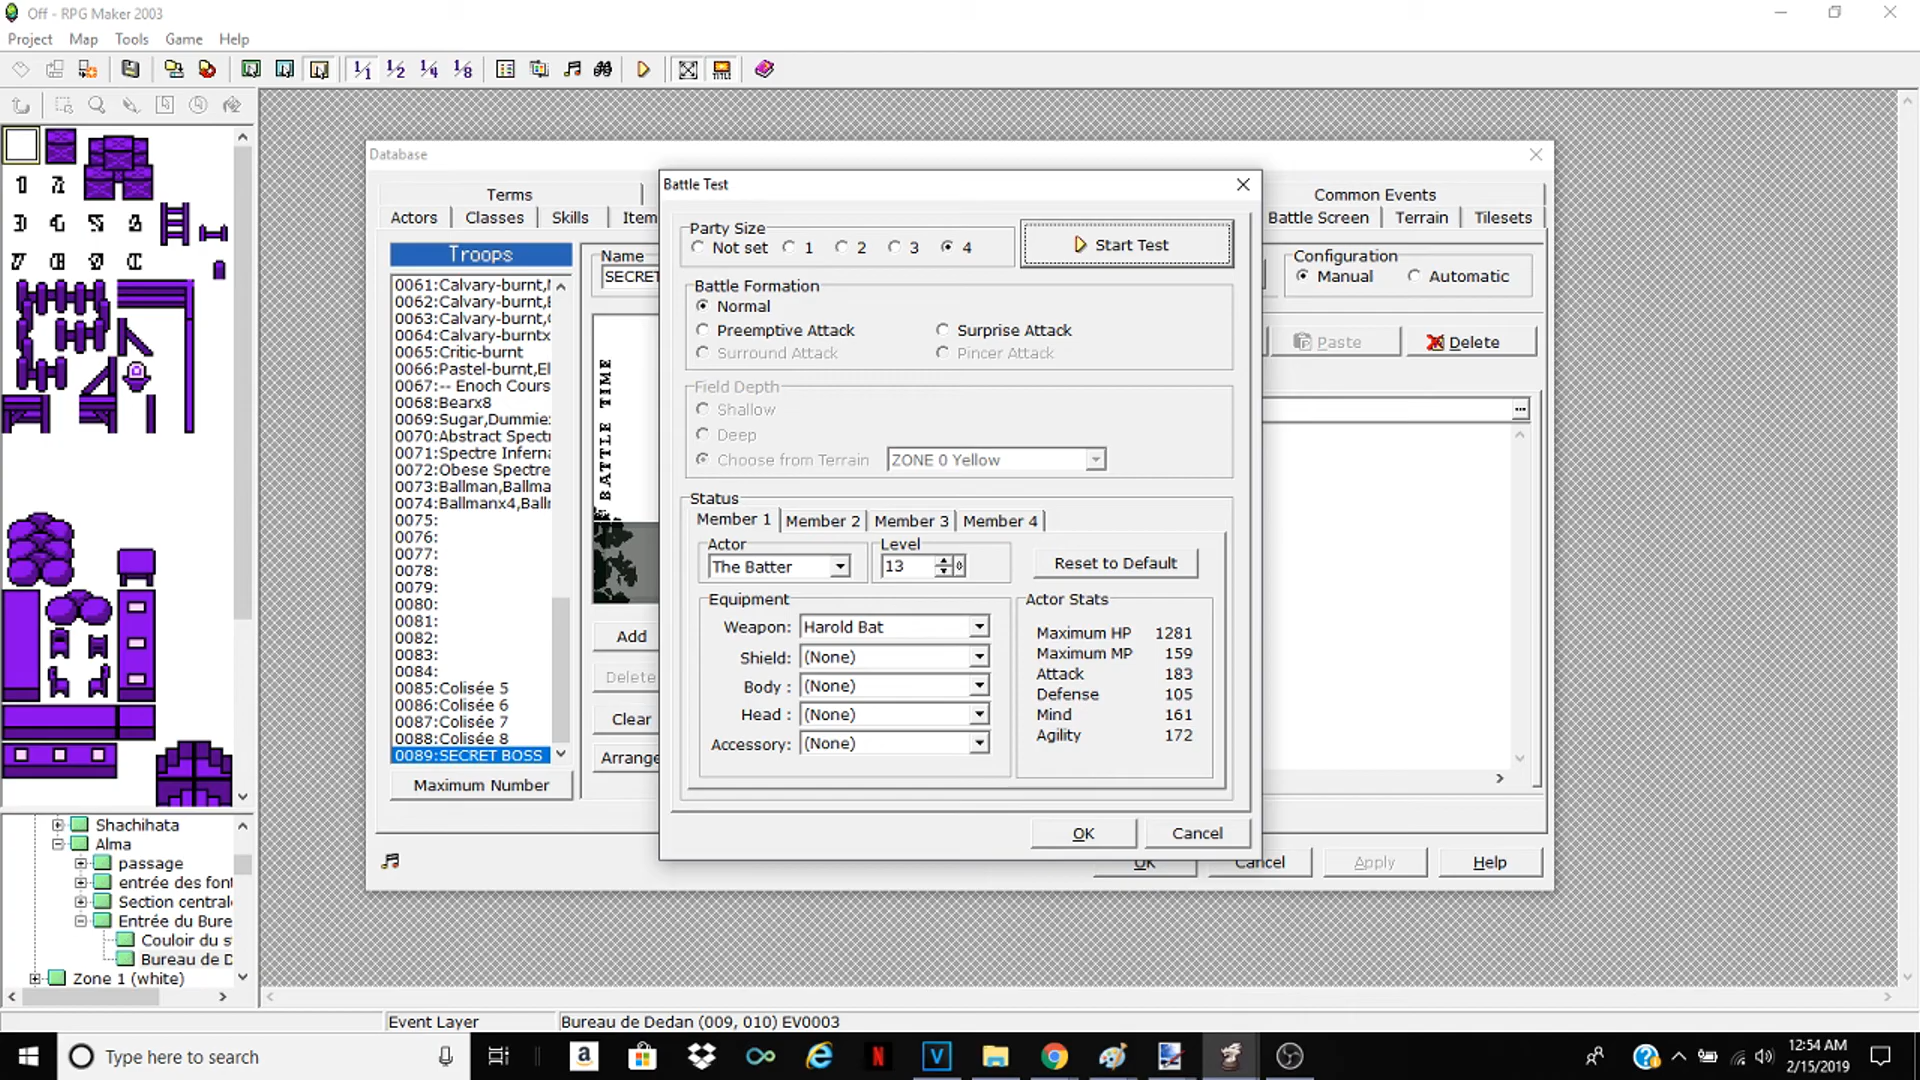 Off - RPG Maker 2003
Project Map Tools Game Help
1/1 1/2 1/4 1/8
TITLE
Database
Terms
Common Events
Actors Classes Skills Item
Battle Screen Terrain Tilesets
Troops
0061:Calvary-burnt,
0062:Calvary-burnt,
0063:Calvary-burnt,
0064:Calvary-burntx
0065:Critic-burnt
0066:Pastel-burnt,El
0067:-- Enoch Cours
0068:Bearx8
0069:Sugar,Dummie
0070:Abstract Spect
0071:Spectre Inferna
0072:Obese Spectre
0073:Ballman,Ballma
0074:Ballmanx4,Ball
0075:
0076:
0077:
0078:
0079:
0080:
0081:
0082:
0083:
0084:
0085:Colisée 5
0086:Colisée 6
0087:Colisée 7
0088:Colisée 8
0089:SECRET BOSS
Maximum Number
Name
SECRET
BATTLE TIME
Add
Delete
Clear
Arrange
Configuration
Manual Automatic
Paste Delete
...
OK Cancel Apply Help
Battle Test
Party Size
Not set 1 2 3 4
Start Test
Battle Formation
Normal
Preemptive Attack Surprise Attack
Surround Attack Pincer Attack
Field Depth
Shallow
Deep
Choose from Terrain ZONE 0 Yellow
Status
Member 1 Member 2 Member 3 Member 4
Actor Level
The Batter 13
Reset to Default
Equipment
Weapon: Harold Bat
Shield: (None)
Body : (None)
Head : (None)
Accessory: (None)
Actor Stats
Maximum HP 1281
Maximum MP 159
Attack 183
Defense 105
Mind 161
Agility 172
OK Cancel
Shachihata
Alma
passage
entrée des font
Section central
Entrée du Bure
Couloir du s
Bureau de D
Zone 1 (white)
Event Layer
Bureau de Dedan (009, 010) EV0003
Type here to search
12:54 AM
2/15/2019